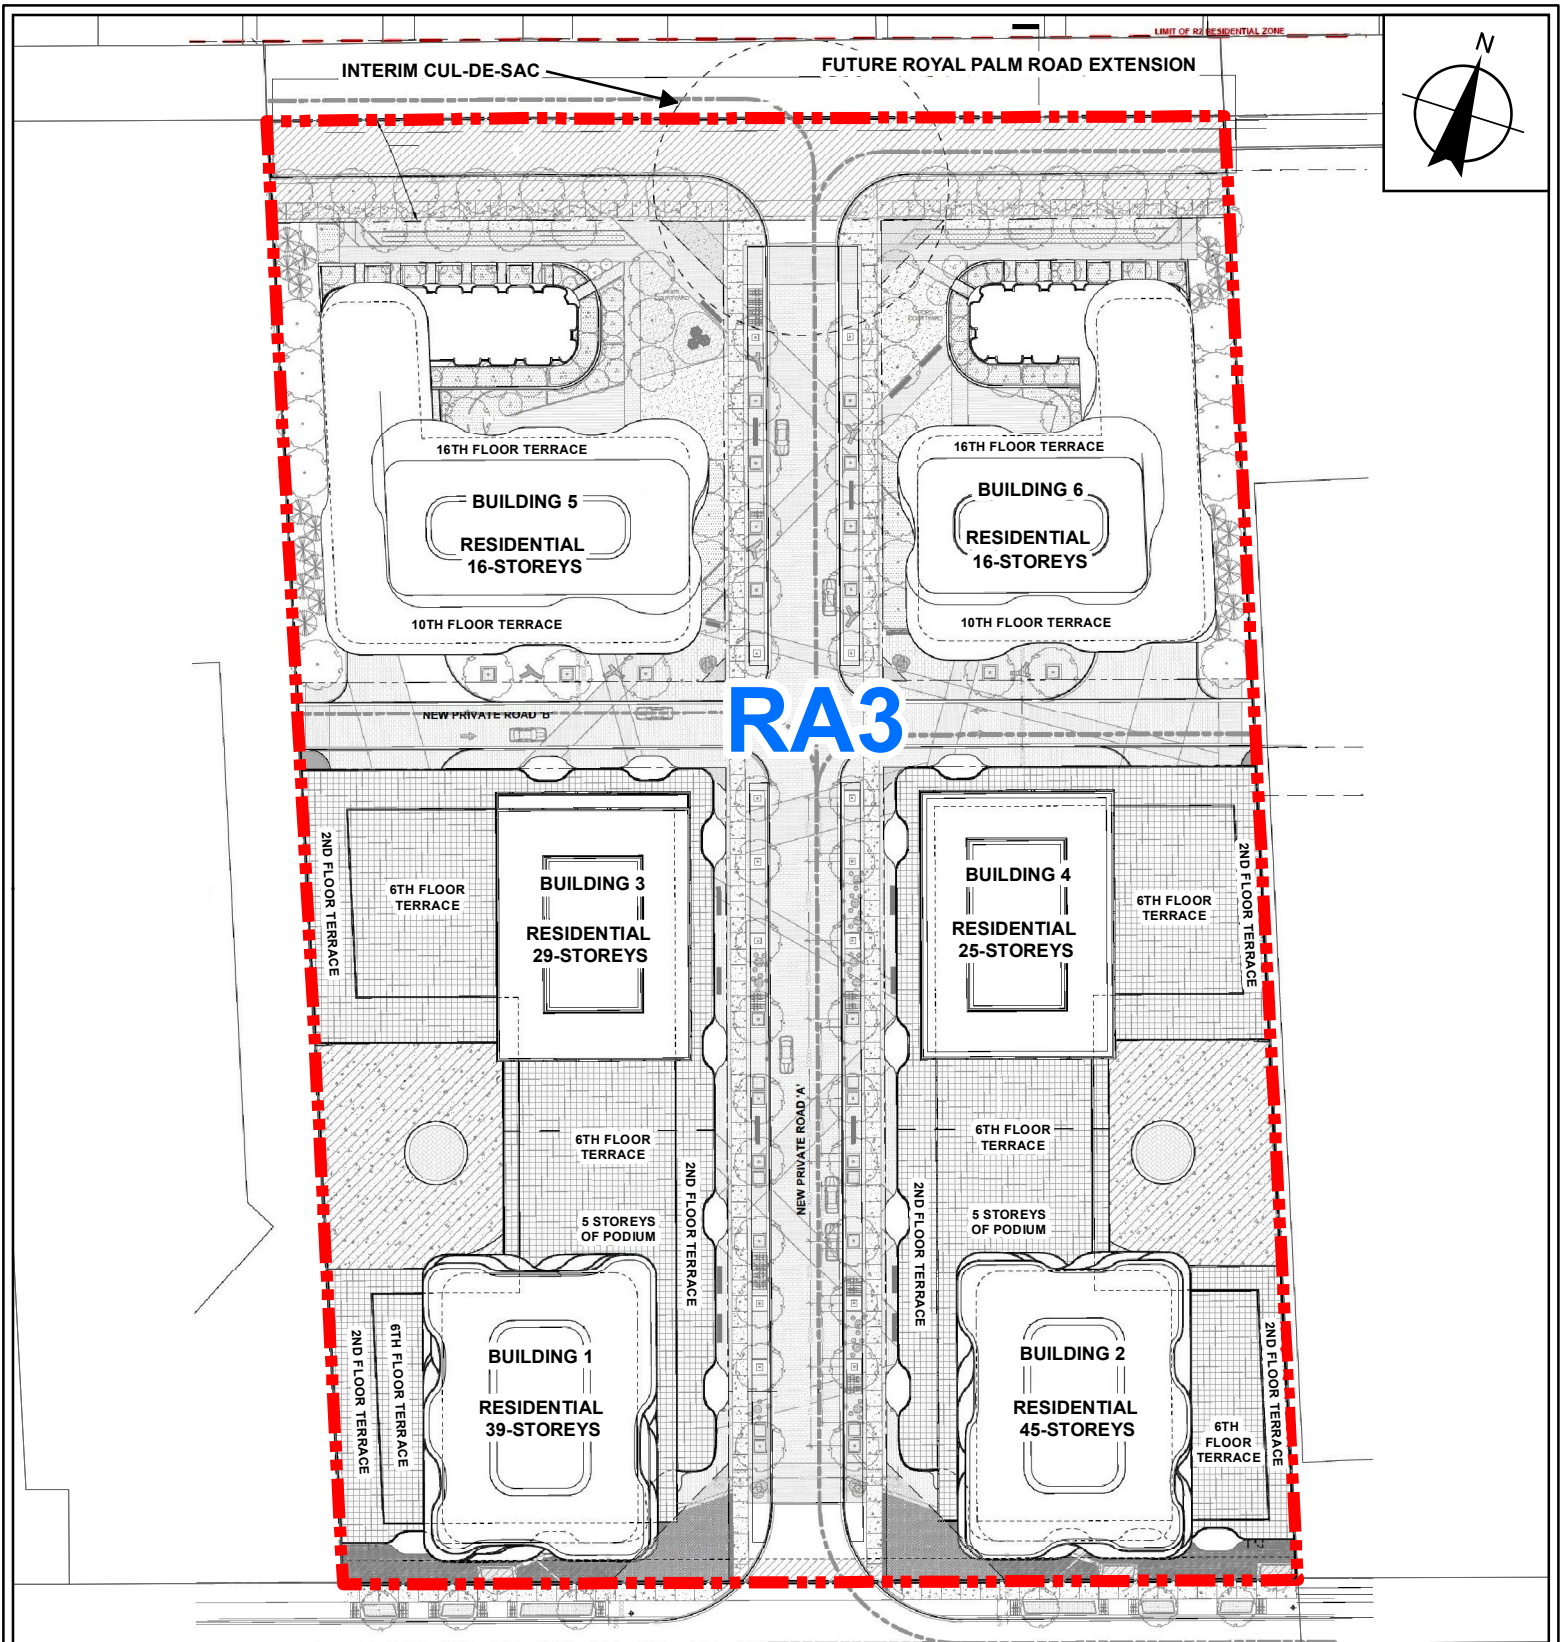 LIMIT OF R7 RESIDENTIAL ZONE
N
INTERIM CUL-DE-SAC
FUTURE ROYAL PALM ROAD EXTENSION
COURTYARD
COURTYARD
16TH FLOOR TERRACE
BUILDING 5
RESIDENTIAL
16-STOREYS
10TH FLOOR TERRACE
16TH FLOOR TERRACE
BUILDING 6
RESIDENTIAL
16-STOREYS
10TH FLOOR TERRACE
NEW PRIVATE ROAD 'B'
RA3
2ND FLOOR TERRACE
6TH FLOOR
TERRACE
BUILDING 3
RESIDENTIAL
29-STOREYS
BUILDING 4
RESIDENTIAL
25-STOREYS
6TH FLOOR
TERRACE
2ND FLOOR TERRACE
NEW PRIVATE ROAD 'A'
6TH FLOOR
TERRACE
2ND FLOOR TERRACE
5 STOREYS
OF PODIUM
6TH FLOOR
TERRACE
2ND FLOOR TERRACE
5 STOREYS
OF PODIUM
2ND FLOOR TERRACE
6TH FLOOR TERRACE
BUILDING 1
RESIDENTIAL
39-STOREYS
BUILDING 2
RESIDENTIAL
45-STOREYS
6TH
FLOOR
TERRACE
2ND FLOOR TERRACE